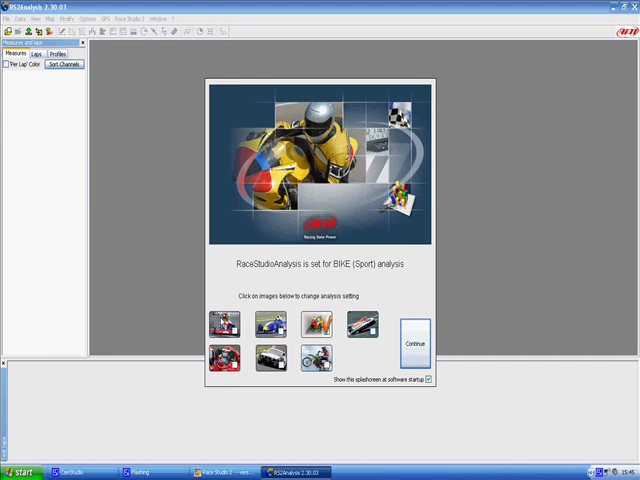 RS2Analysis 2.30.03
File Data View Map Modify Options GPS Race Studio 2 Window ?
Measures and laps
Measures Laps Profiles
'Per Lap' Color Sort Channels
AIM
Racing Data Power
RaceStudioAnalysis is set for BIKE (Sport) analysis
Click on images below to change analysis setting
Continue
Show this splashscreen at software startup
start CamStudio Flashing Race Studio 2 - vers... RS2Analysis 2.30.03 15:45